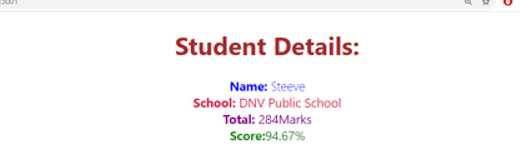 Student Details:
Name: Steeve
School: DNV Public School
Total: 284Marks
Score:94.67%